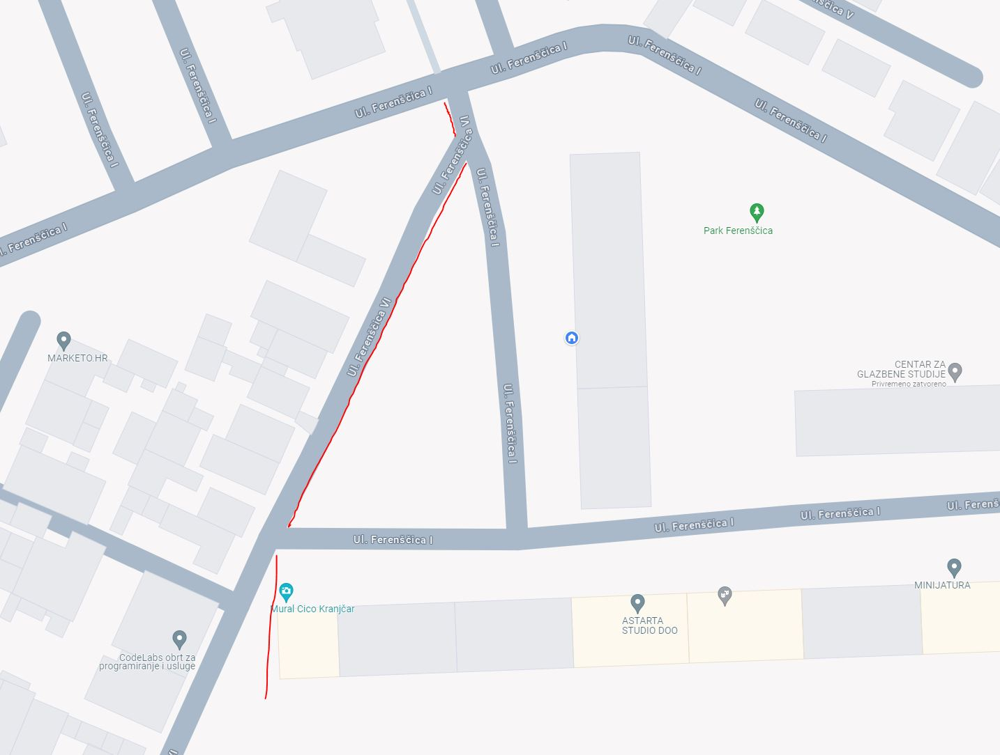 šćica V
Ul. Ferenščica I
Ul. Ferenščica I
Ul. Ferenščica I
Ul. Ferenščica I
Ul. Ferenščica I
Ul. Ferenščica I
Ul. Ferenščica I
a VI
Ul. Ferenščica
Ul. Ferenščica I
Park Ferenščica
l. Ferenščica I
Ul. Ferenščica VI
MARKETO.HR
CENTAR ZA
GLAZBENE STUDIJE
Privremeno zatvoreno
Ul. Ferenščica I
Ul. Ferenš
Ul. Ferenščica I
Ul. Ferenščica I
Ul. Ferenščica I
MINIJATURA
Mural Cico Kranjčar
ASTARTA
STUDIO DOO
CodeLabs obrt za
programiranje i usluge